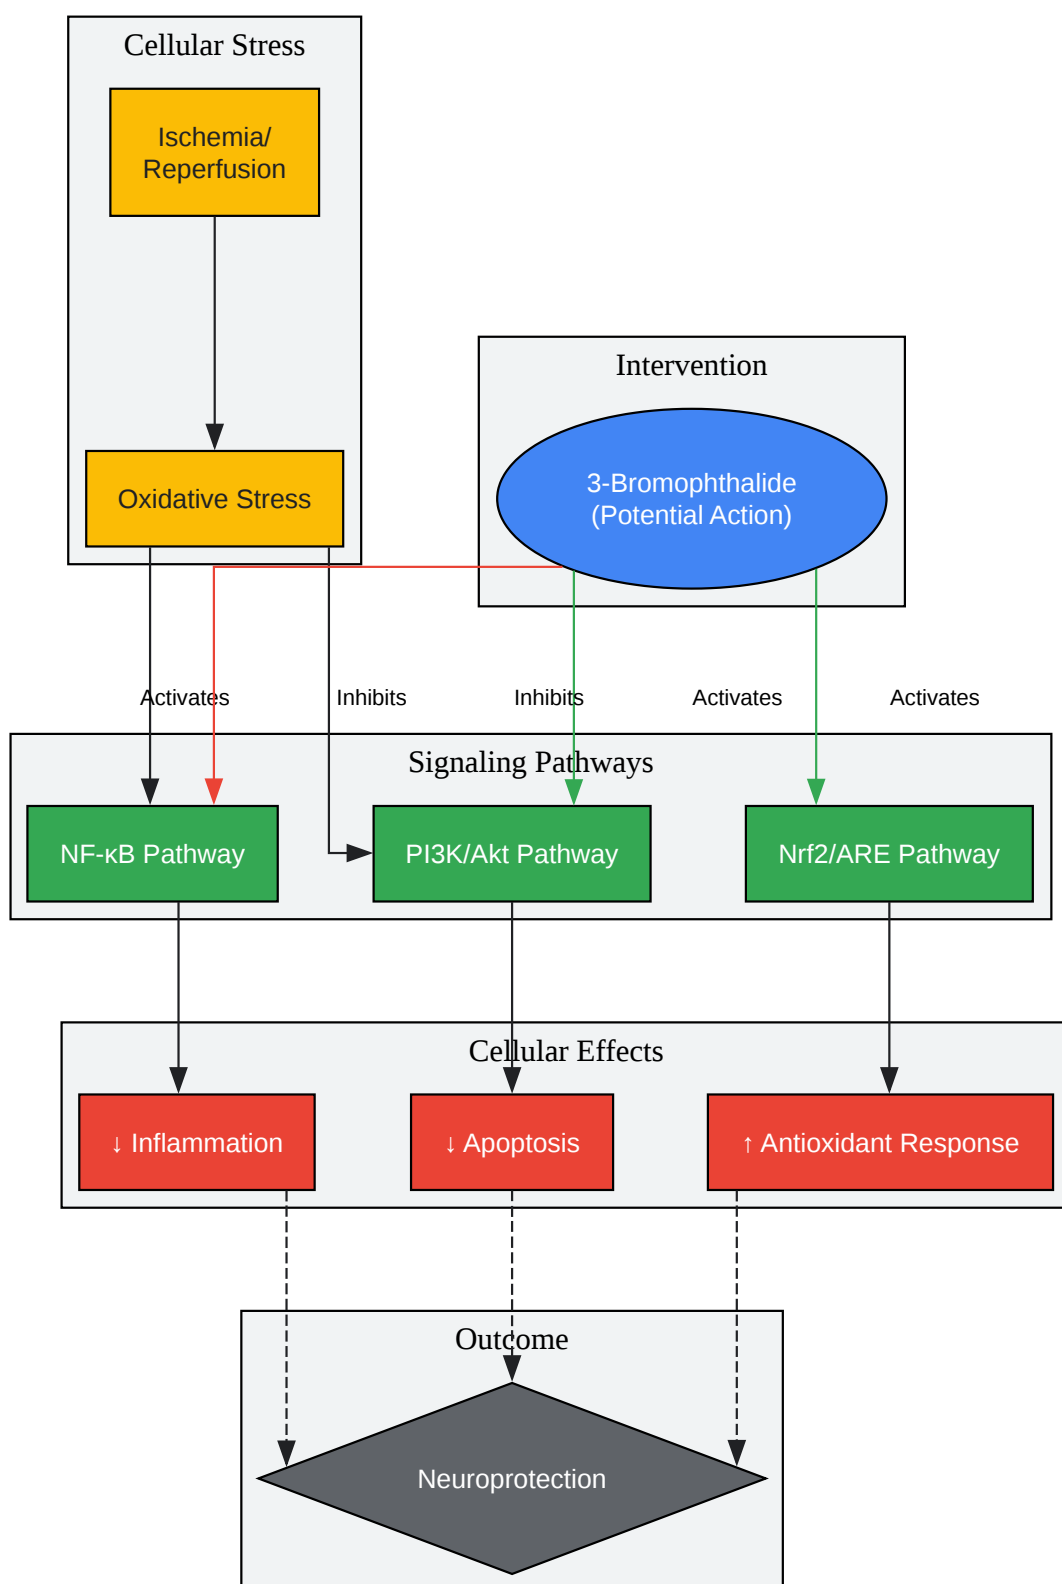 Cellular Stress
Ischemia/
Reperfusion
Intervention
3-Bromophthalide
(Potential Action)
Oxidative Stress
Activates
Inhibits
Inhibits
Activates
Activates
Signaling Pathways
NF-κB Pathway
PI3K/Akt Pathway
Nrf2/ARE Pathway
Cellular Effects
↓ Inflammation
↓ Apoptosis
↑ Antioxidant Response
Outcome
Neuroprotection